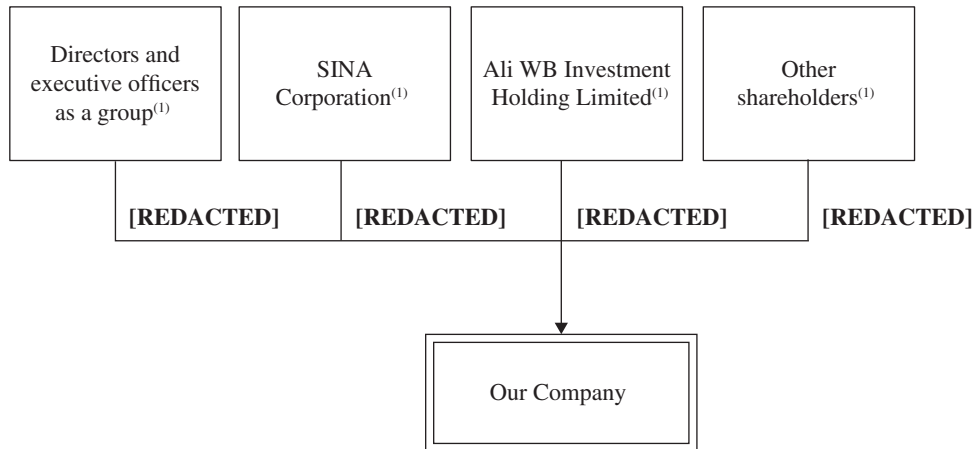 Directors and
executive officers
as a group(1)
SINA
Corporation(1)
Ali WB Investment
Holding Limited(1)
Other
shareholders(1)
[REDACTED]
[REDACTED]
[REDACTED]
[REDACTED]
Our Company